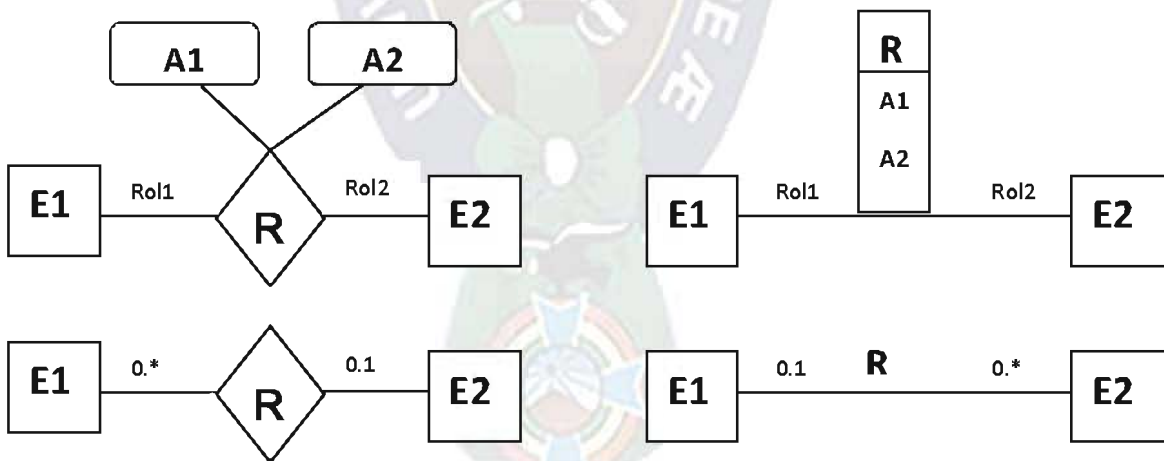 A1 A2
R
A1
A2
E1 Rol1 R Rol2 E2
E1 Rol1 Rol2 E2
E1 0.* R 0.1 E2
E1 0.1 R 0.* E2